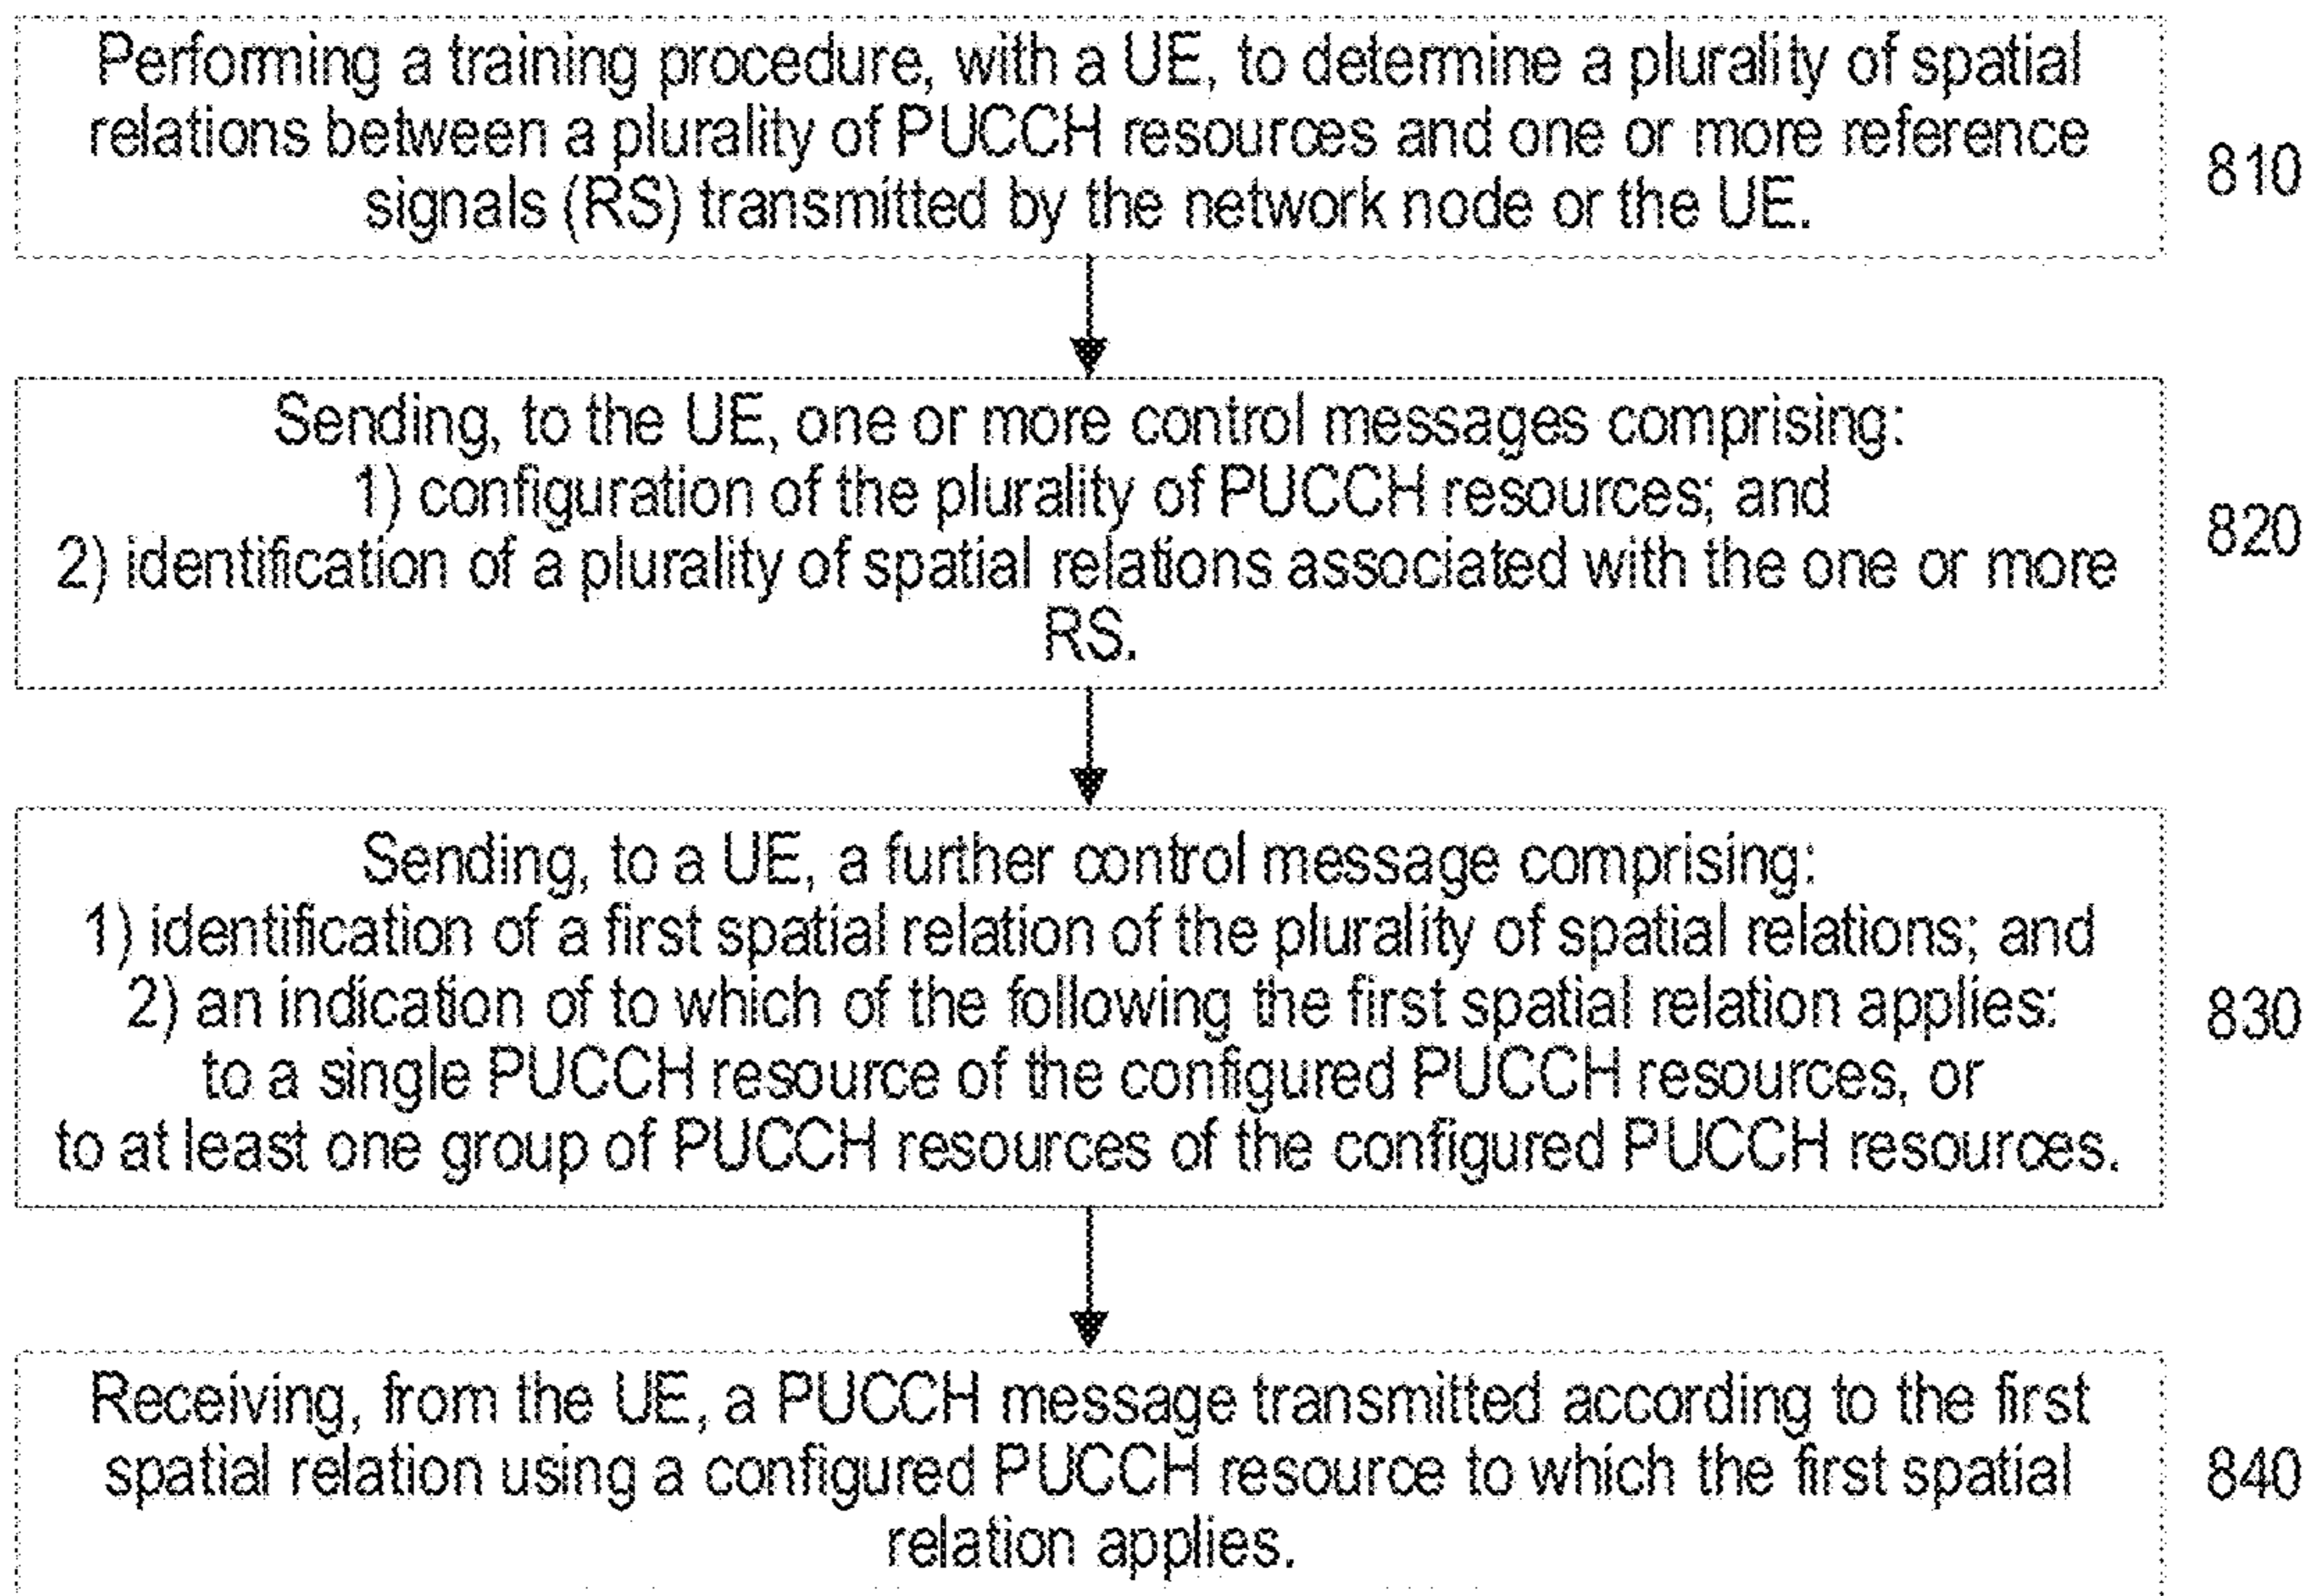 Performing a training procedure, with a UE, to determine a plurality of spatial
relations between a plurality of PUCCH resources and one or more reference
signals (RS) transmitted by the network node or the UE.
810
Sending, to the UE, one or more control messages comprising:
1) configuration of the plurality of PUCCH resources; and
2) identification of a plurality of spatial relations associated with the one or more
RS.
820
Sending, to a UE, a further control message comprising:
1) identification of a first spatial relation of the plurality of spatial relations; and
2) an indication of to which of the following the first spatial relation applies:
to a single PUCCH resource of the configured PUCCH resources, or
to at least one group of PUCCH resources of the configured PUCCH resources.
830
Receiving, from the UE, a PUCCH message transmitted according to the first
spatial relation using a configured PUCCH resource to which the first spatial
relation applies.
840